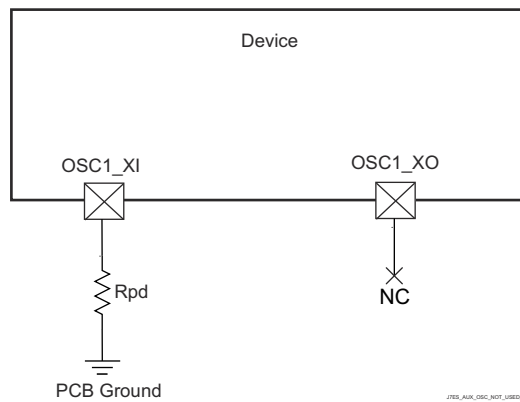 Device
OSC1_XI
OSC1_XO
Rpd
NC
PCB Ground
J7ES_AUX_OSC_NOT_USED